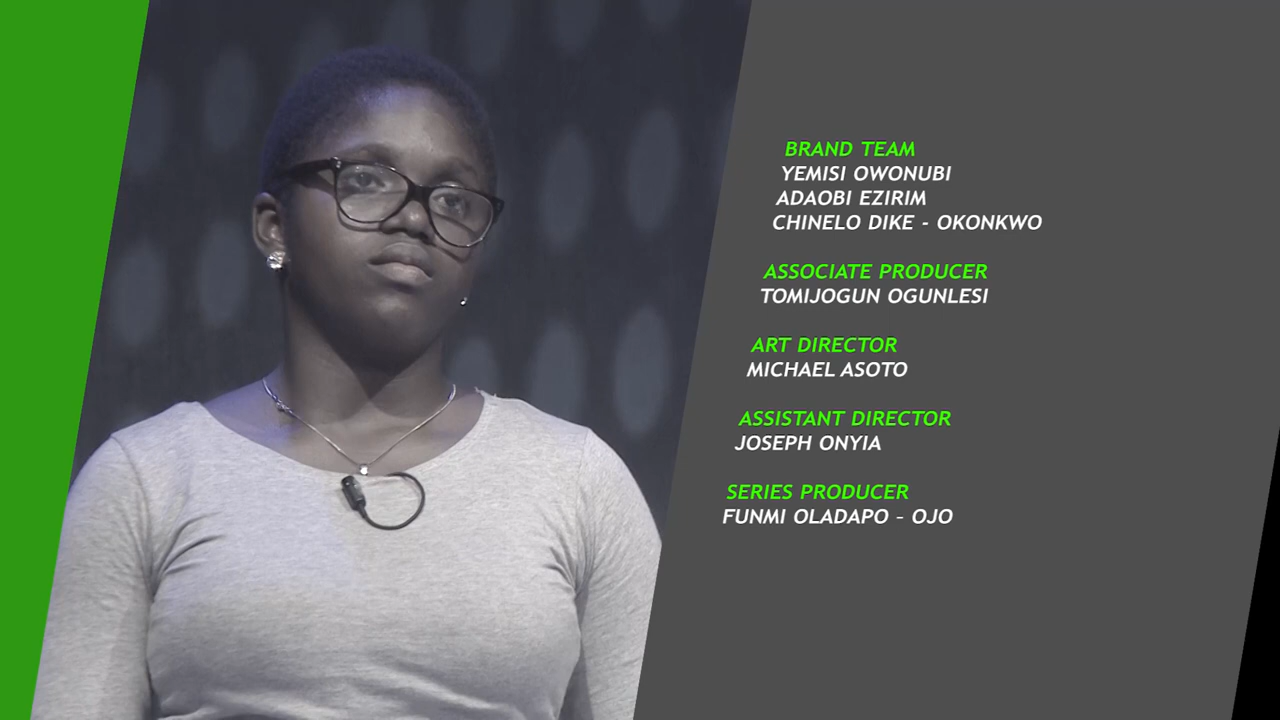 BRAND TEAM
YEMISI OWONUBI
ADAOBI EZIRIM
CHINELO DIKE - OKONKWO
ASSOCIATE PRODUCER
TOMIJOGUN OGUNLESI
ART DIRECTOR
MICHAEL ASOTO
ASSISTANT DIRECTOR
JOSEPH ONYIA
SERIES PRODUCER
FUNMI OLADAPO - OJO